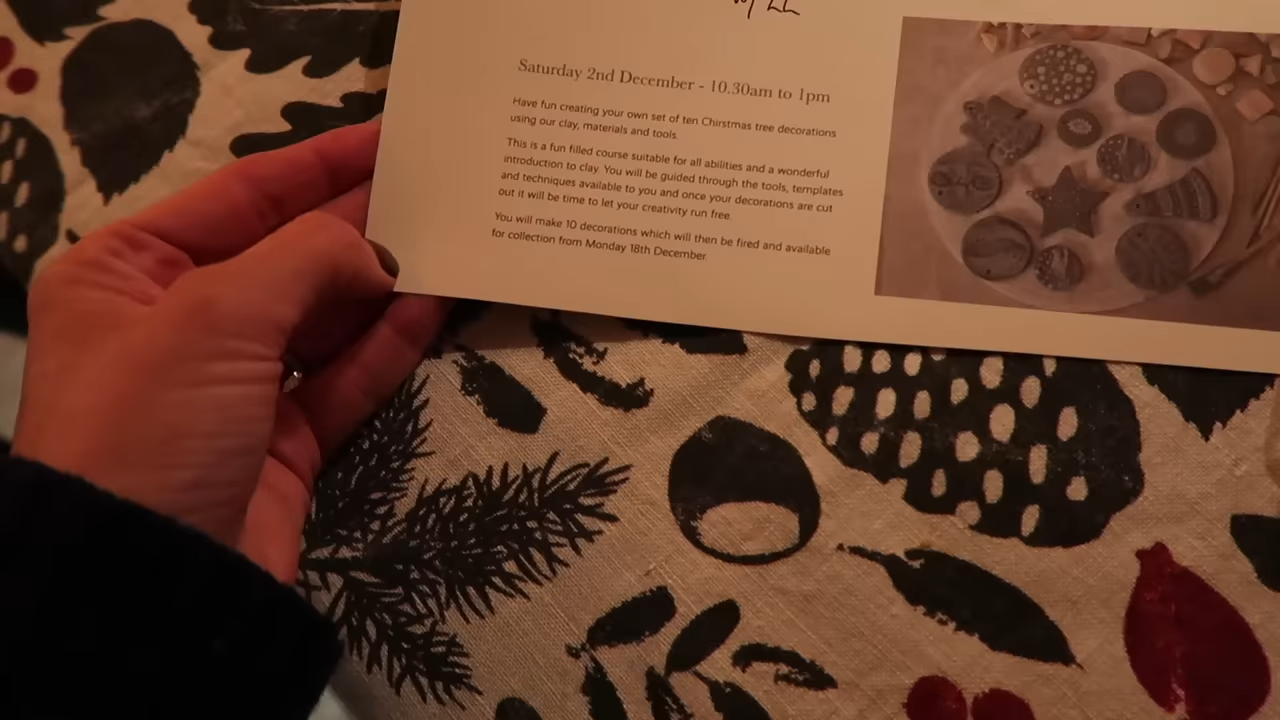 Saturday 2nd December - 10.30am to 1pm
Have fun creating your own set of ten Chirstmas tree decorations
using our clay, materials and tools.
This is a fun filled course suitable for all abilities and a wonderful
introduction to clay. You will be guided through the tools, templates
and techniques available to you and once your decorations are cut
out it will be time to let your creativity run free.
You will make 10 decorations which will then be fired and available
for collection from Monday 18th December.